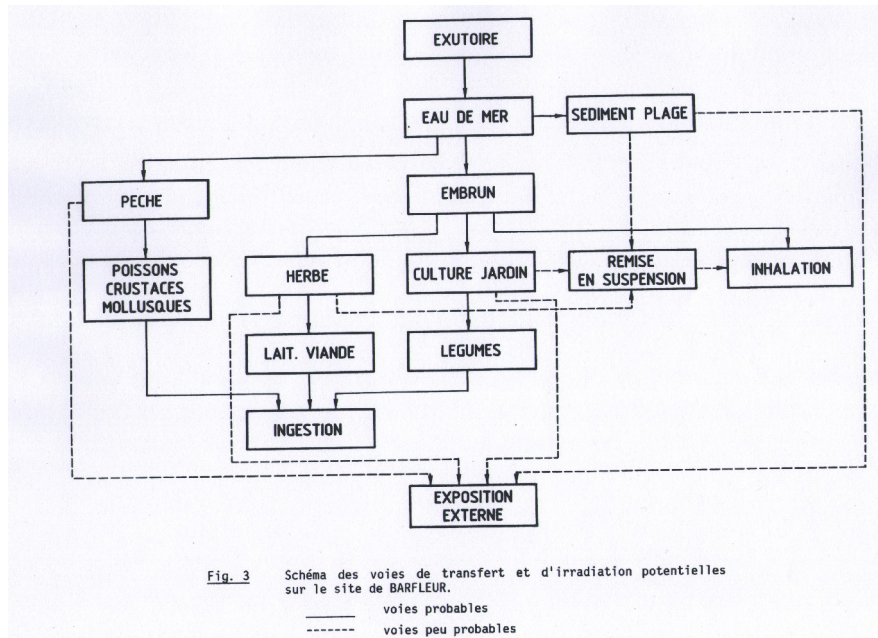 EXUTOIRE
EAU DE MER
SEDIMENT PLAGE
PECHE
EMBRUN
POISSONS
CRUSTACES
MOLLUSQUES
HERBE
CULTURE JARDIN
REMISE
EN SUSPENSION
INHALATION
LAIT. VIANDE
LEGUMES
INGESTION
EXPOSITION
EXTERNE
Fig. 3 Schéma des voies de transfert et d'irradiation potentielles
sur le site de BARFLEUR.
voies probables
voies peu probables